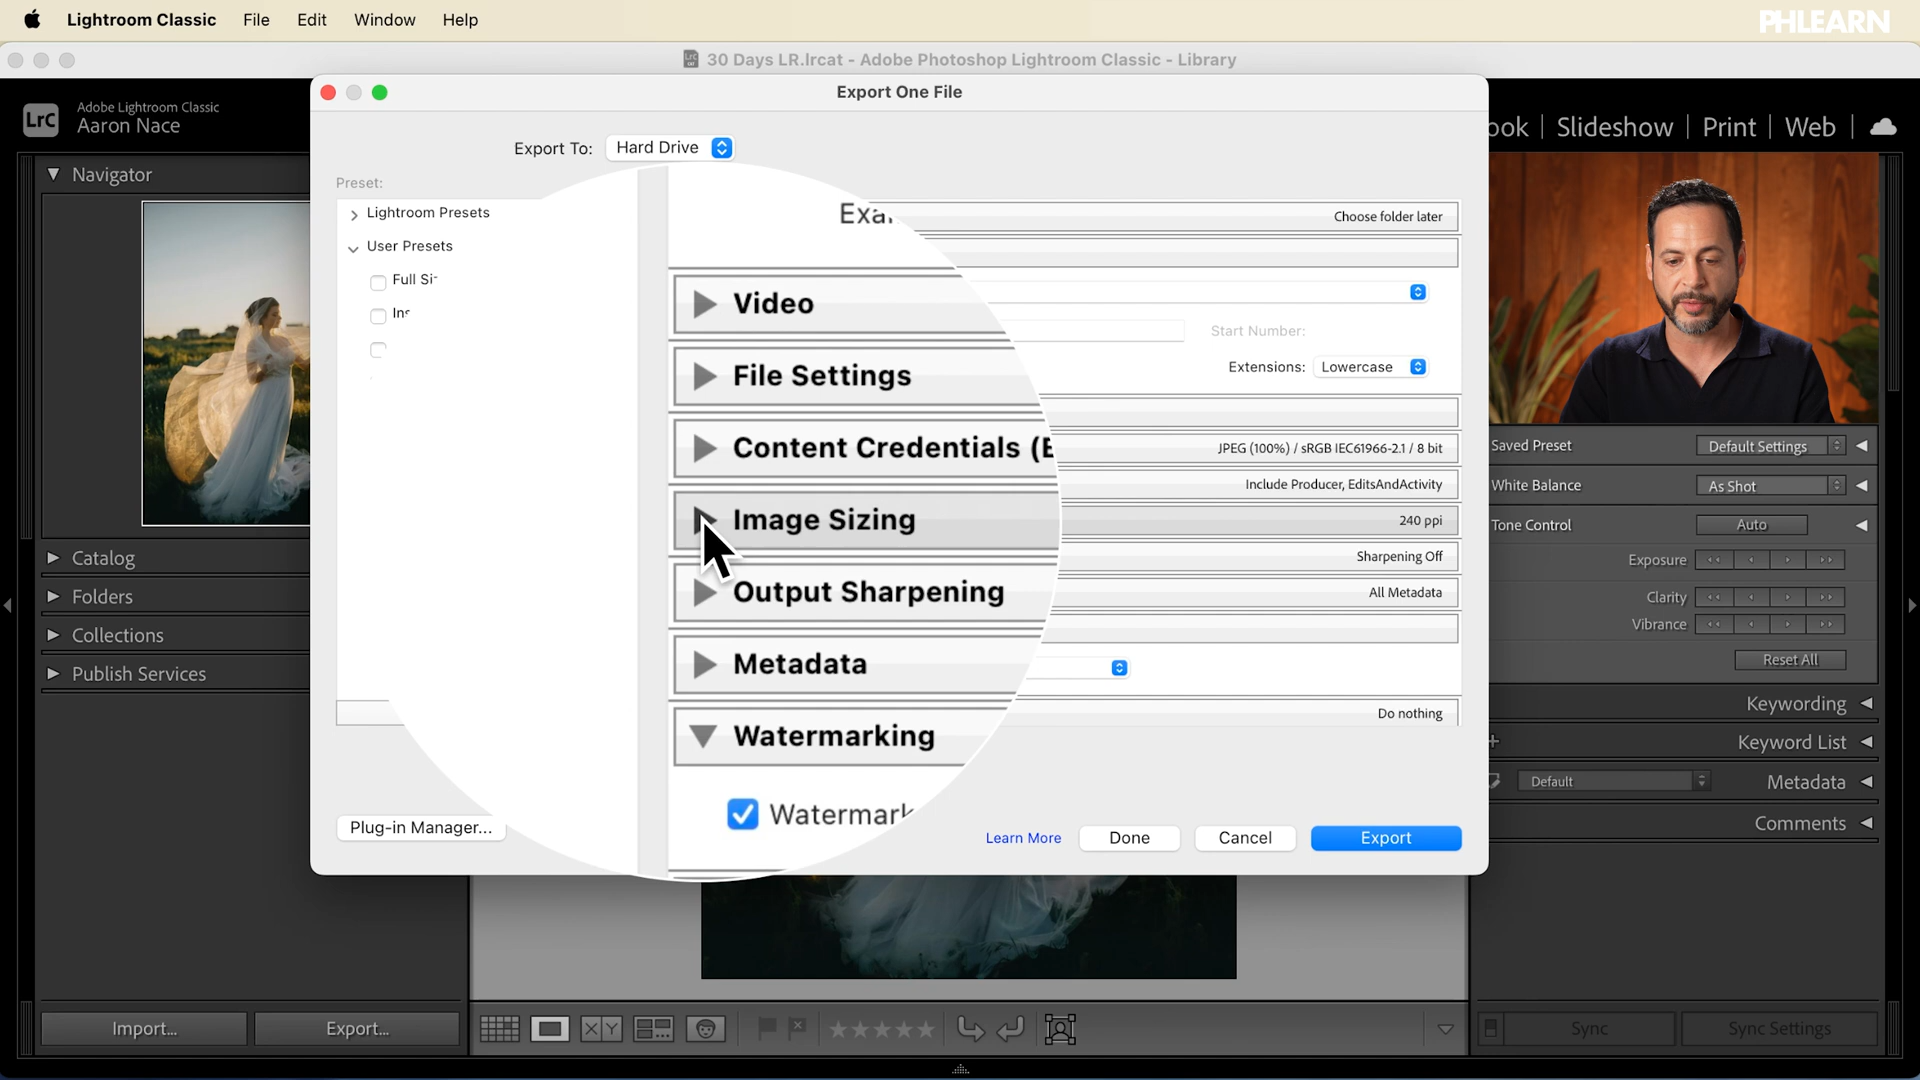 Lightroom Classic File Edit Window Help
PHLEARN
30 Days LR.lrcat - Adobe Photoshop Lightroom Classic - Library
Export One File
LrC
Adobe Lightroom Classic
Aaron Nace
ook | Slideshow | Print | Web |
Export To: Hard Drive
Navigator
Preset:
Lightroom Presets
User Presets
Full Si
Choose folder later
Video
Start Number:
File Settings
Extensions: Lowercase
Content Credentials (E
JPEG (100%) / sRGB IEC61966-2.1 / 8 bit
Include Producer, EditsAndActivity
Image Sizing
240 ppi
Sharpening Off
Output Sharpening
All Metadata
Metadata
Do nothing
Watermarking
Watermark
Plug-in Manager...
Learn More
Done
Cancel
Export
Catalog
Folders
Collections
Publish Services
Saved Preset Default Settings
White Balance As Shot
Tone Control Auto
Exposure
Clarity
Vibrance
Reset All
Keywording
Keyword List
Default Metadata
Comments
Import...
Export...
XY
Sync
Sync Settings